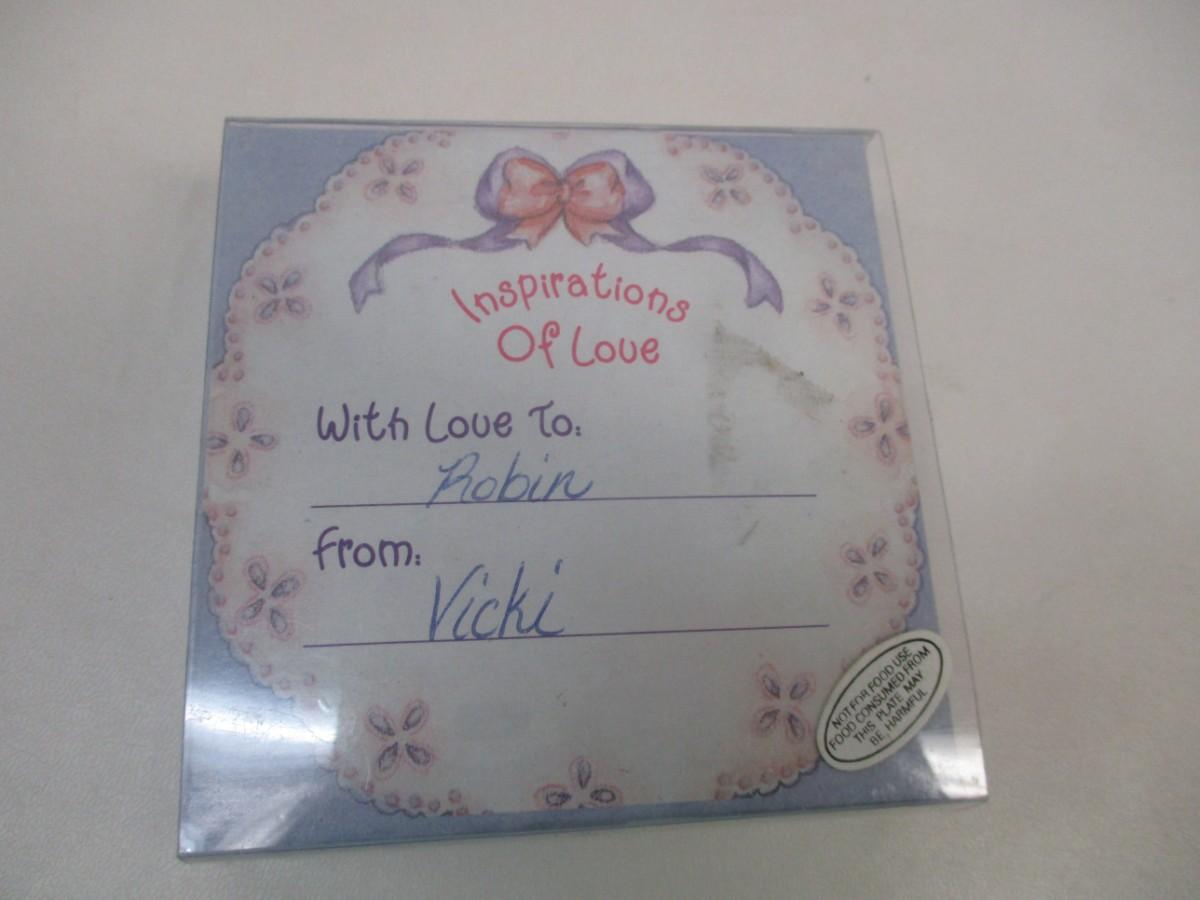 Inspirations
Of Love
With Love To:
Robin
From:
Vicki
NOT FOR FOOD USE
FOOD CONSUMED FROM
THIS PLATE MAY
BE HARMFUL